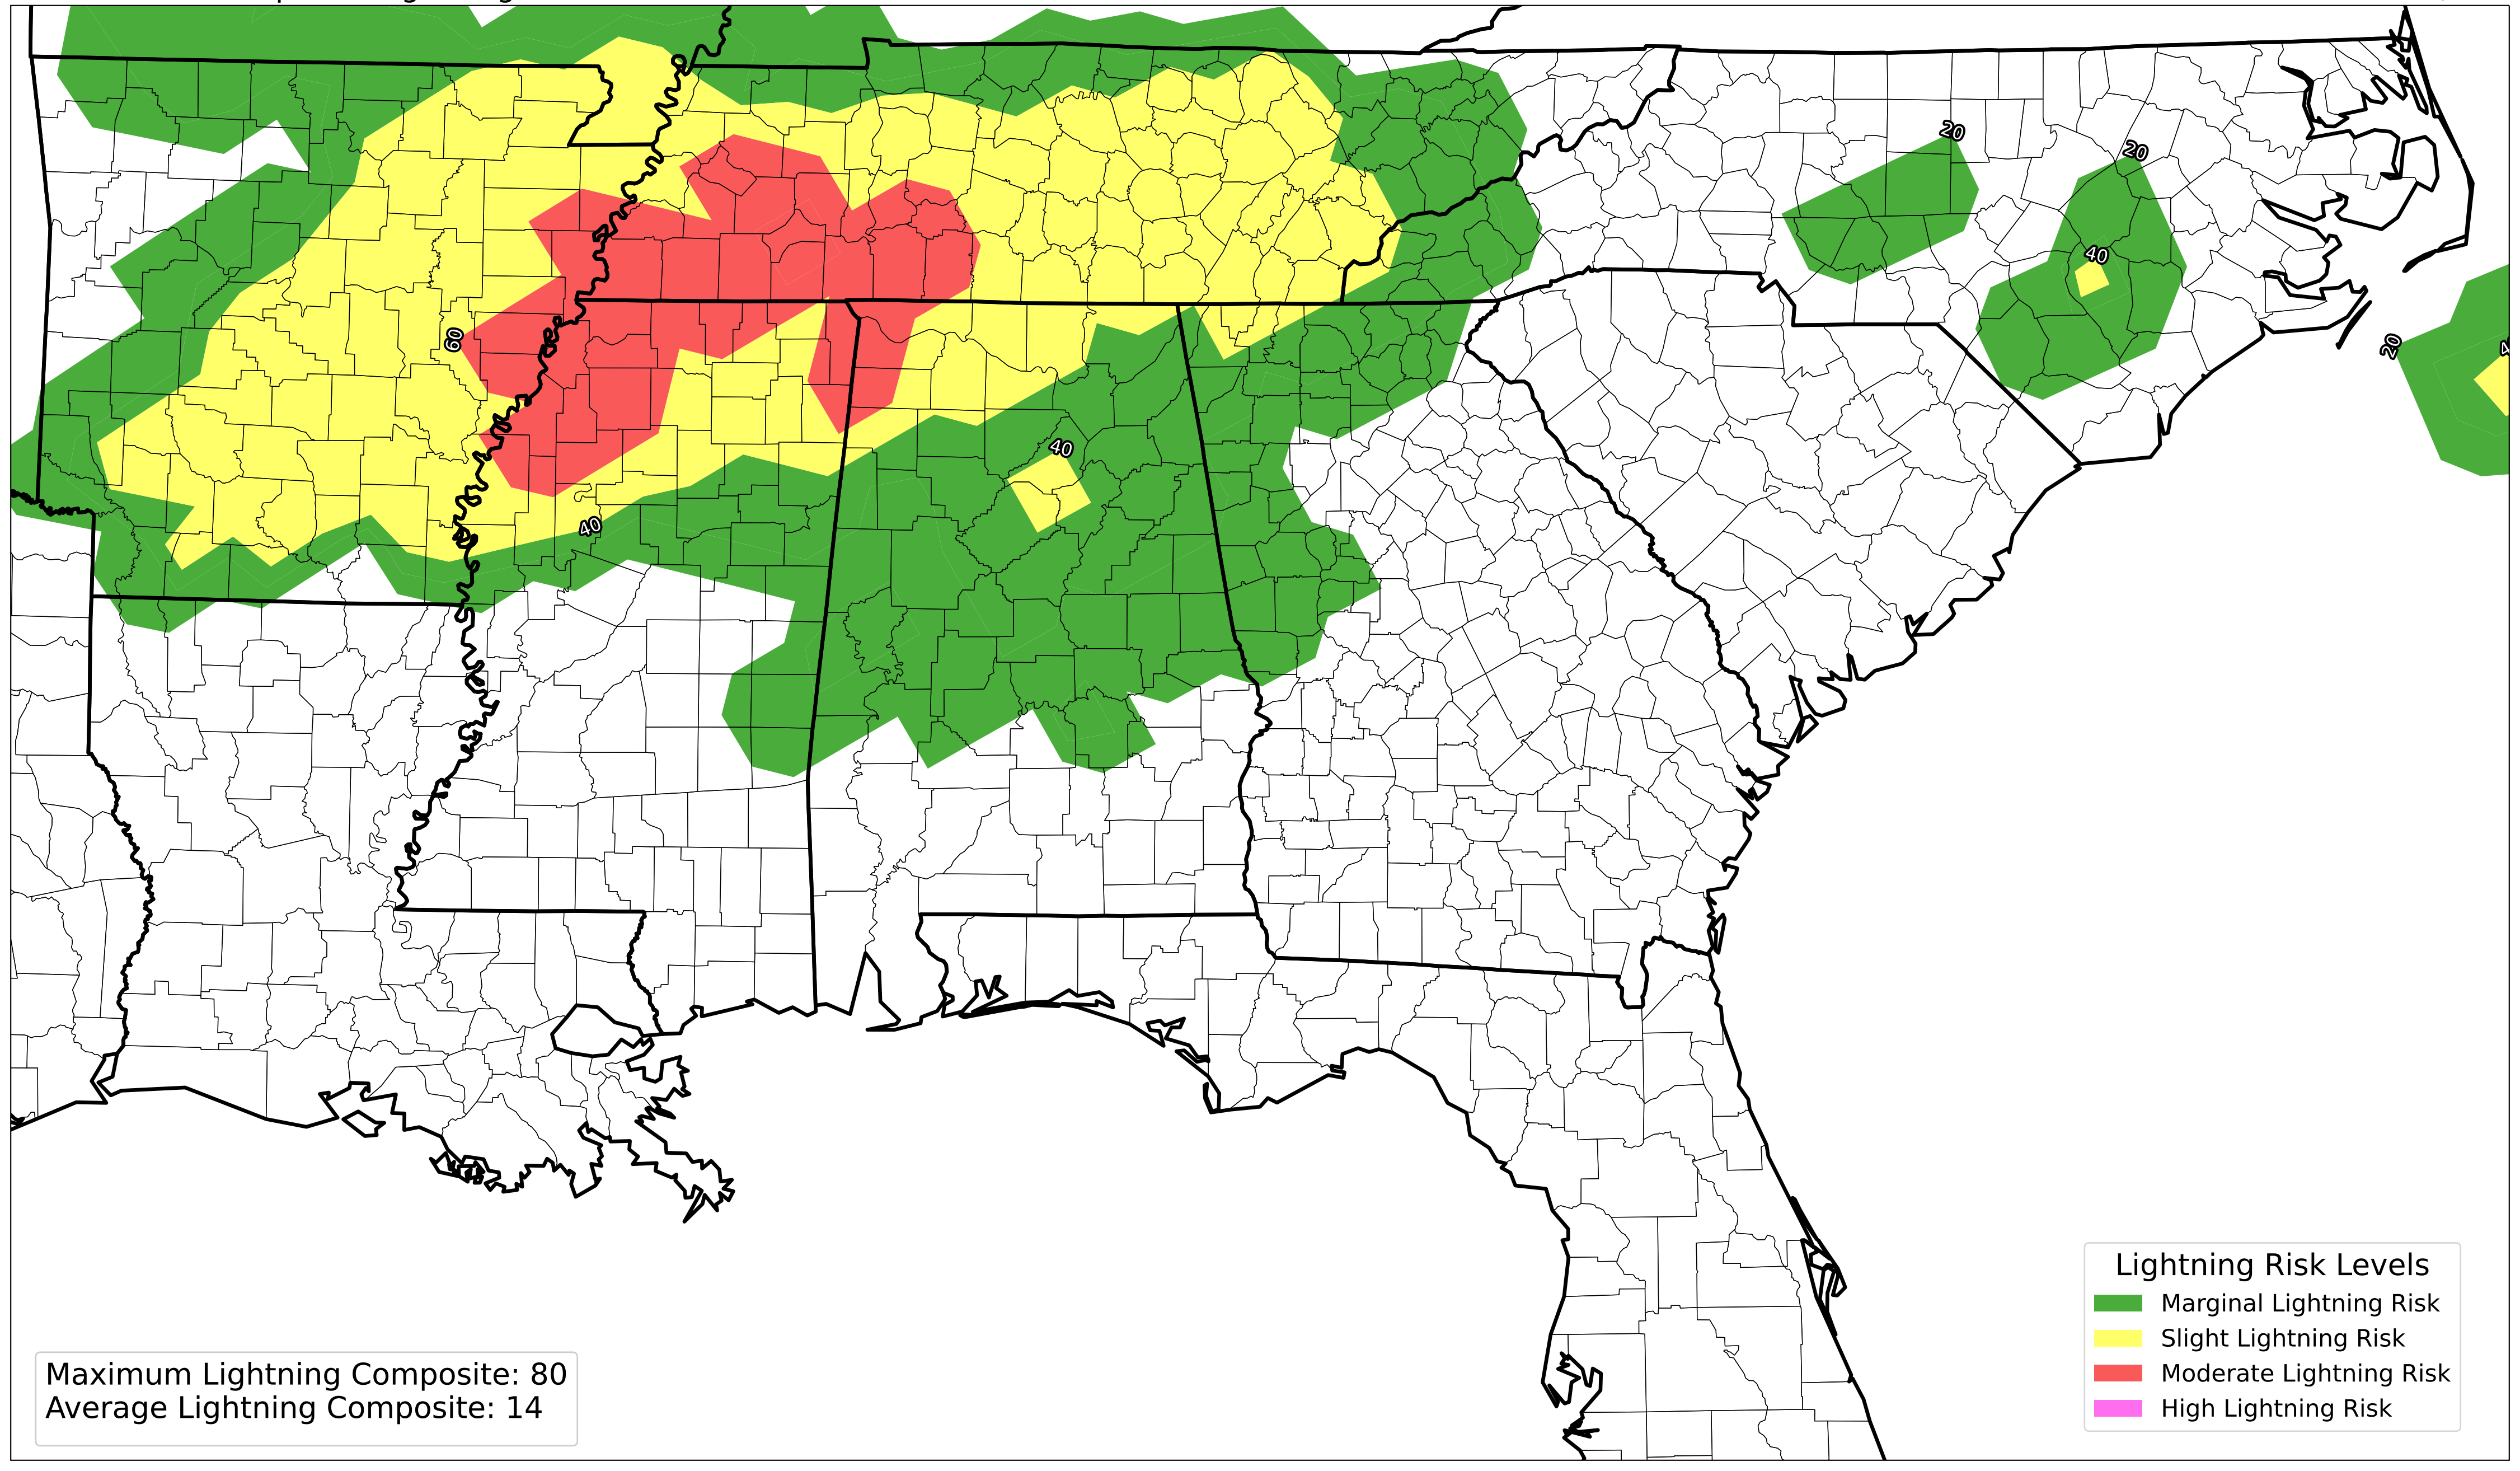 20
20
40
20
60
40
40
Lightning Risk Levels
Marginal Lightning Risk
Slight Lightning Risk
Moderate Lightning Risk
High Lightning Risk
Maximum Lightning Composite: 80
Average Lightning Composite: 14